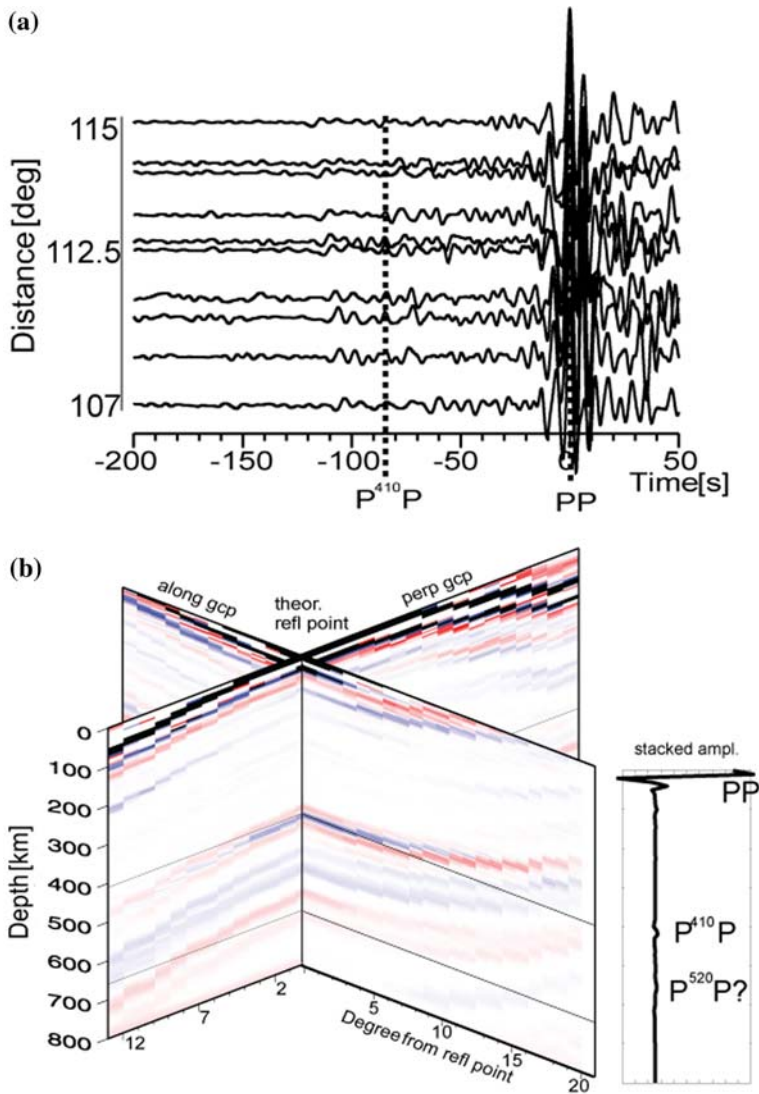 (a)
115
112.5
107
Distance [deg]
-200 -150 -100 -50 0 50
Time[s]
P⁴¹⁰P PP
(b)
along gcp
theor.
refl point
perp gcp
0
100
200
300
400
500
600
700
800
Depth [km]
12 7 2
5 10 15 20
Degree from refl point
stacked ampl.
PP
P⁴¹⁰P
P⁵²⁰P?